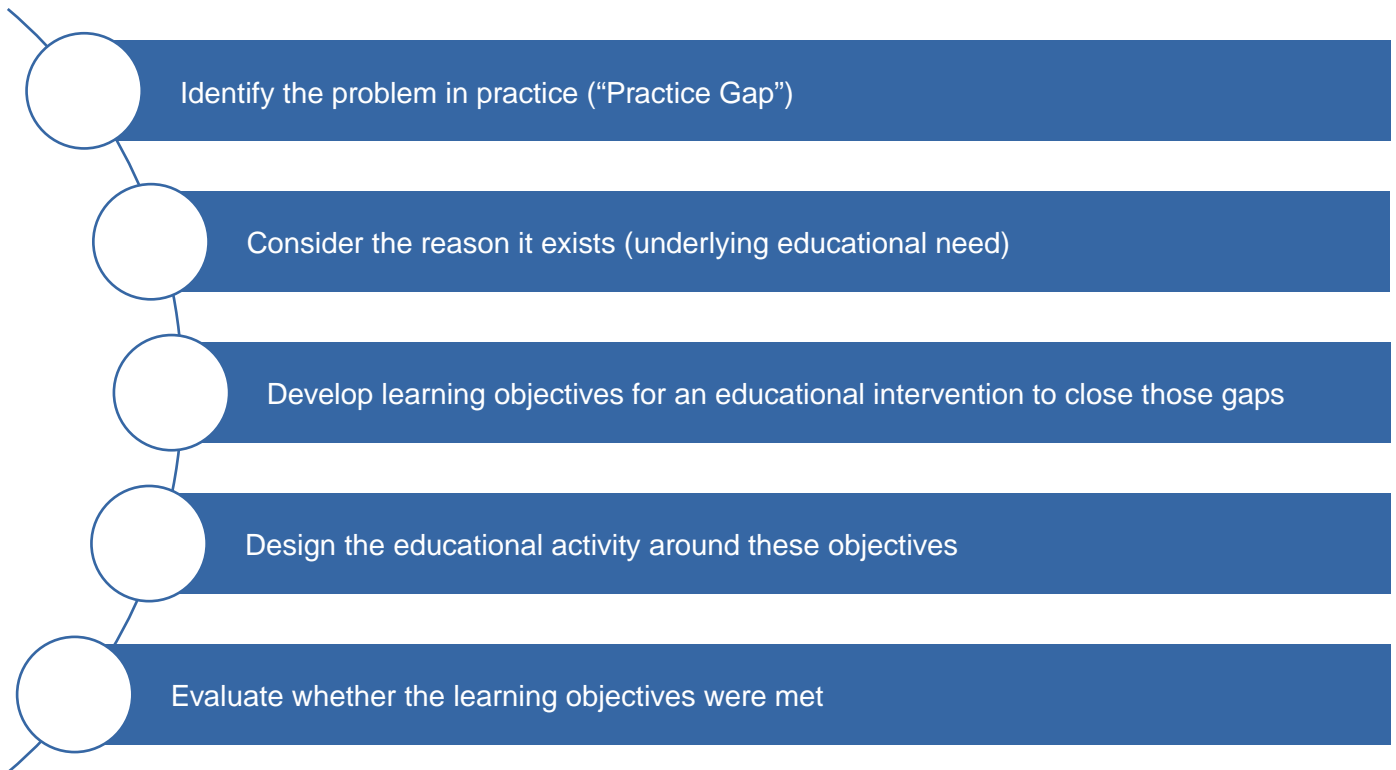 Identify the problem in practice (“Practice Gap”)
Consider the reason it exists (underlying educational need)
Develop learning objectives for an educational intervention to close those gaps
Design the educational activity around these objectives
Evaluate whether the learning objectives were met